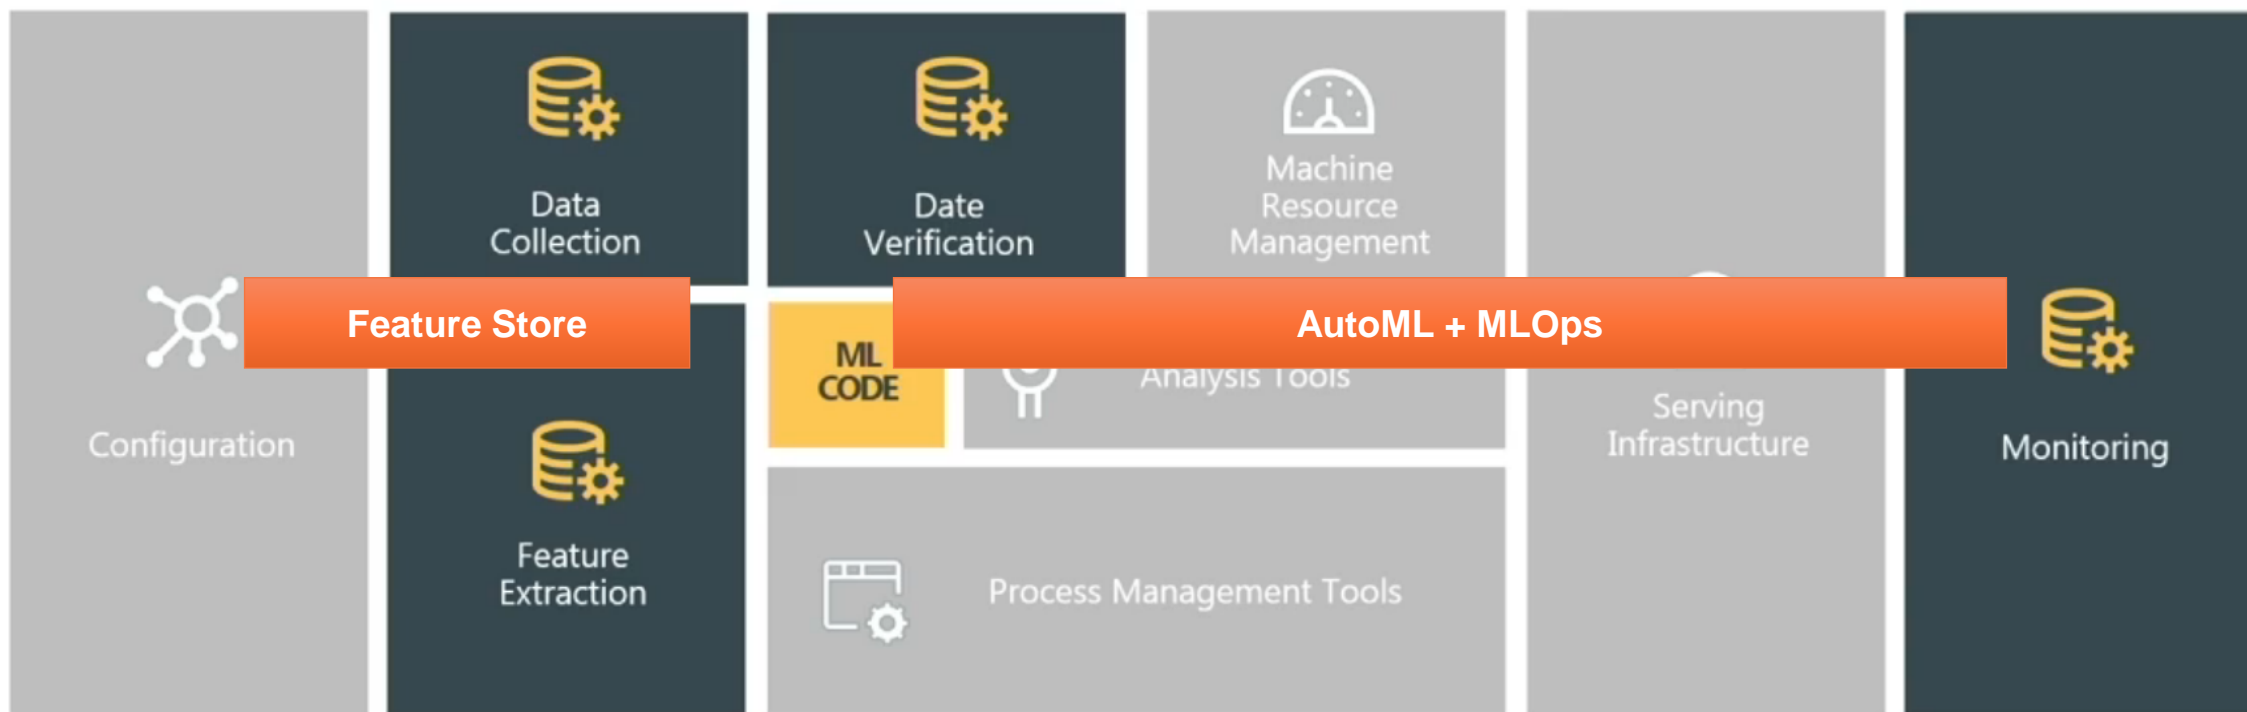 Configuration
Data
Collection
Feature Store
Feature
Extraction
Date
Verification
ML
CODE
Machine
Resource
Management
AutoML + MLOps
Analysis Tools
Process Management Tools
Serving
Infrastructure
Monitoring